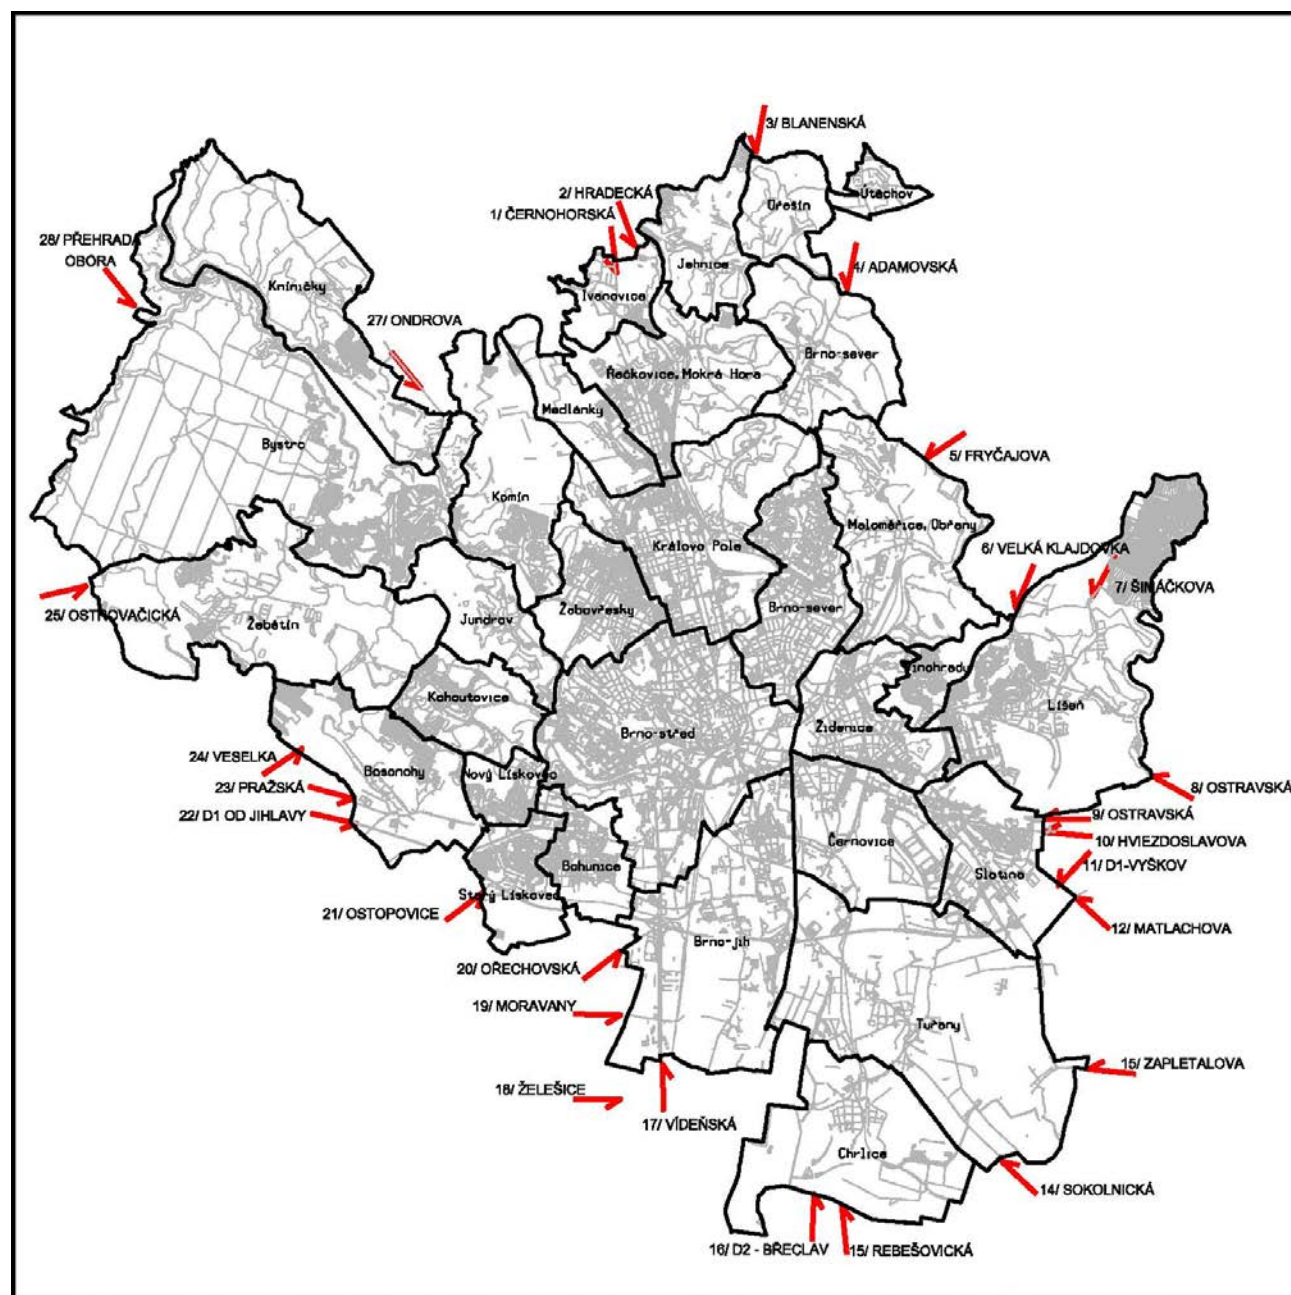 3/ BLANENSKÁ
2/ HRADECKÁ
Útěchov
Ořešín
1/ ČERNOHORSKÁ
28/ PŘEHRADA
OBORA
Jehnice
4/ ADAMOVSKÁ
Kníničky
Ivanovice
27/ ONDROVA
Brno-sever
Řečkovice, Mokrá Hora
Medlánky
Bystrc
5/ FRYČAJOVA
Komín
Maloměřice, Obřany
Královo Pole
6/ VELKÁ KLAJDOVKA
7/ ŠIMÁČKOVA
Žabovřesky
Brno-sever
25/ OSTROVAČICKÁ
Žebětín
Jundrov
Vinohrady
Kohoutovice
Líšeň
Židenice
Brno-střed
24/ VESELKA
Bosonohy
Nový Lískovec
23/ PRAŽSKÁ
8/ OSTRAVSKÁ
22/ D1 OD JIHLAVY
9/ OSTRAVSKÁ
10/ HVIEZDOSLAVOVA
Černovice
11/ D1-VYŠKOV
Bohunice
Slatina
Starý Lískovec
21/ OSTOPOVICE
12/ MATLACHOVA
Brno-jih
20/ OŘECHOVSKÁ
19/ MORAVANY
Tuřany
15/ ZAPLETALOVA
18/ ŽELEŠICE
17/ VÍDEŇSKÁ
Chrlice
14/ SOKOLNICKÁ
16/ D2 - BŘECLAV
15/ REBEŠOVICKÁ